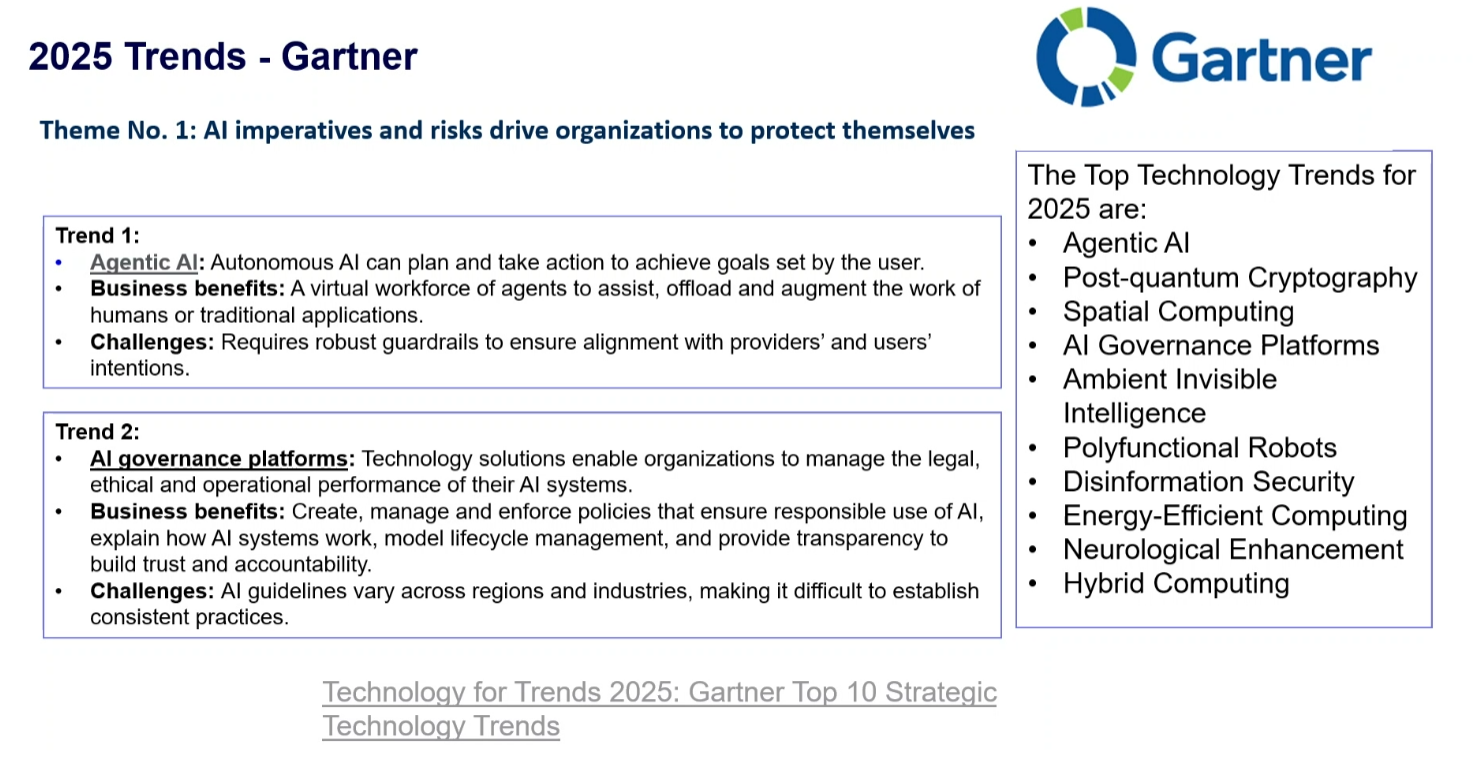 2025 Trends - Gartner
Gartner
Theme No. 1: AI imperatives and risks drive organizations to protect themselves
Trend 1:
• Agentic AI: Autonomous AI can plan and take action to achieve goals set by the user.
• Business benefits: A virtual workforce of agents to assist, offload and augment the work of
humans or traditional applications.
• Challenges: Requires robust guardrails to ensure alignment with providers’ and users’
intentions.
Trend 2:
• AI governance platforms: Technology solutions enable organizations to manage the legal,
ethical and operational performance of their AI systems.
• Business benefits: Create, manage and enforce policies that ensure responsible use of AI,
explain how AI systems work, model lifecycle management, and provide transparency to
build trust and accountability.
• Challenges: AI guidelines vary across regions and industries, making it difficult to establish
consistent practices.
The Top Technology Trends for
2025 are:
• Agentic AI
• Post-quantum Cryptography
• Spatial Computing
• AI Governance Platforms
• Ambient Invisible
Intelligence
• Polyfunctional Robots
• Disinformation Security
• Energy-Efficient Computing
• Neurological Enhancement
• Hybrid Computing
Technology for Trends 2025: Gartner Top 10 Strategic
Technology Trends